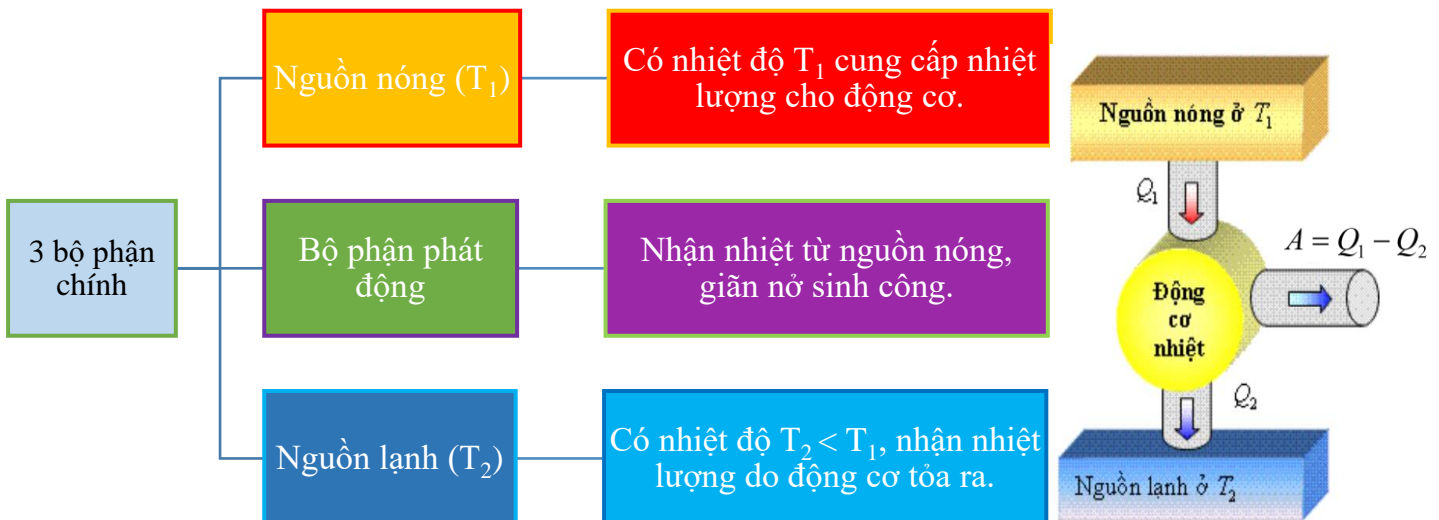 3 bộ phận
chính
Nguồn nóng (T₁)
Có nhiệt độ T₁ cung cấp nhiệt
lượng cho động cơ.
Bộ phận phát
động
Nhận nhiệt từ nguồn nóng,
giãn nở sinh công.
Nguồn lạnh (T₂)
Có nhiệt độ T₂ < T₁, nhận nhiệt
lượng do động cơ tỏa ra.
Nguồn nóng ở T₁
Q₁
A = Q₁ − Q₂
Động
cơ
nhiệt
Q₂
Nguồn lạnh ở T₂